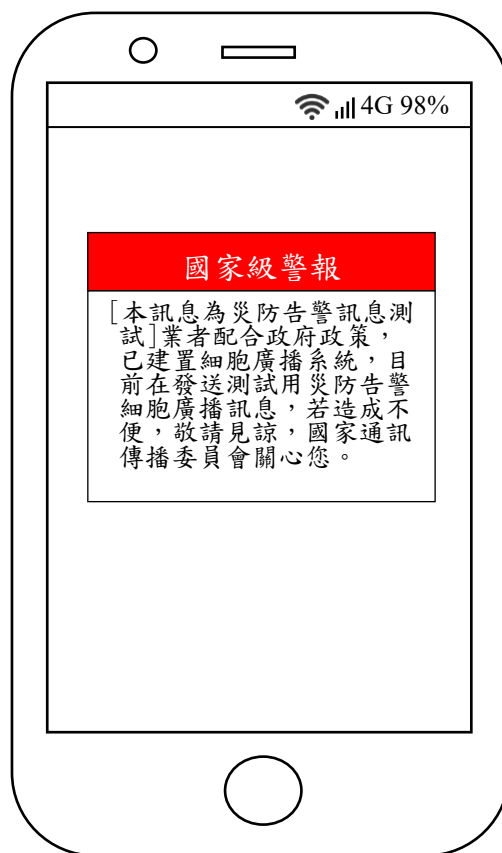 4G 98%
國家級警報
[本訊息為災防告警訊息測
試]業者配合政府政策，
已建置細胞廣播系統，目
前在發送測試用災防告警
細胞廣播訊息，若造成不
便，敬請見諒，國家通訊
傳播委員會關心您。